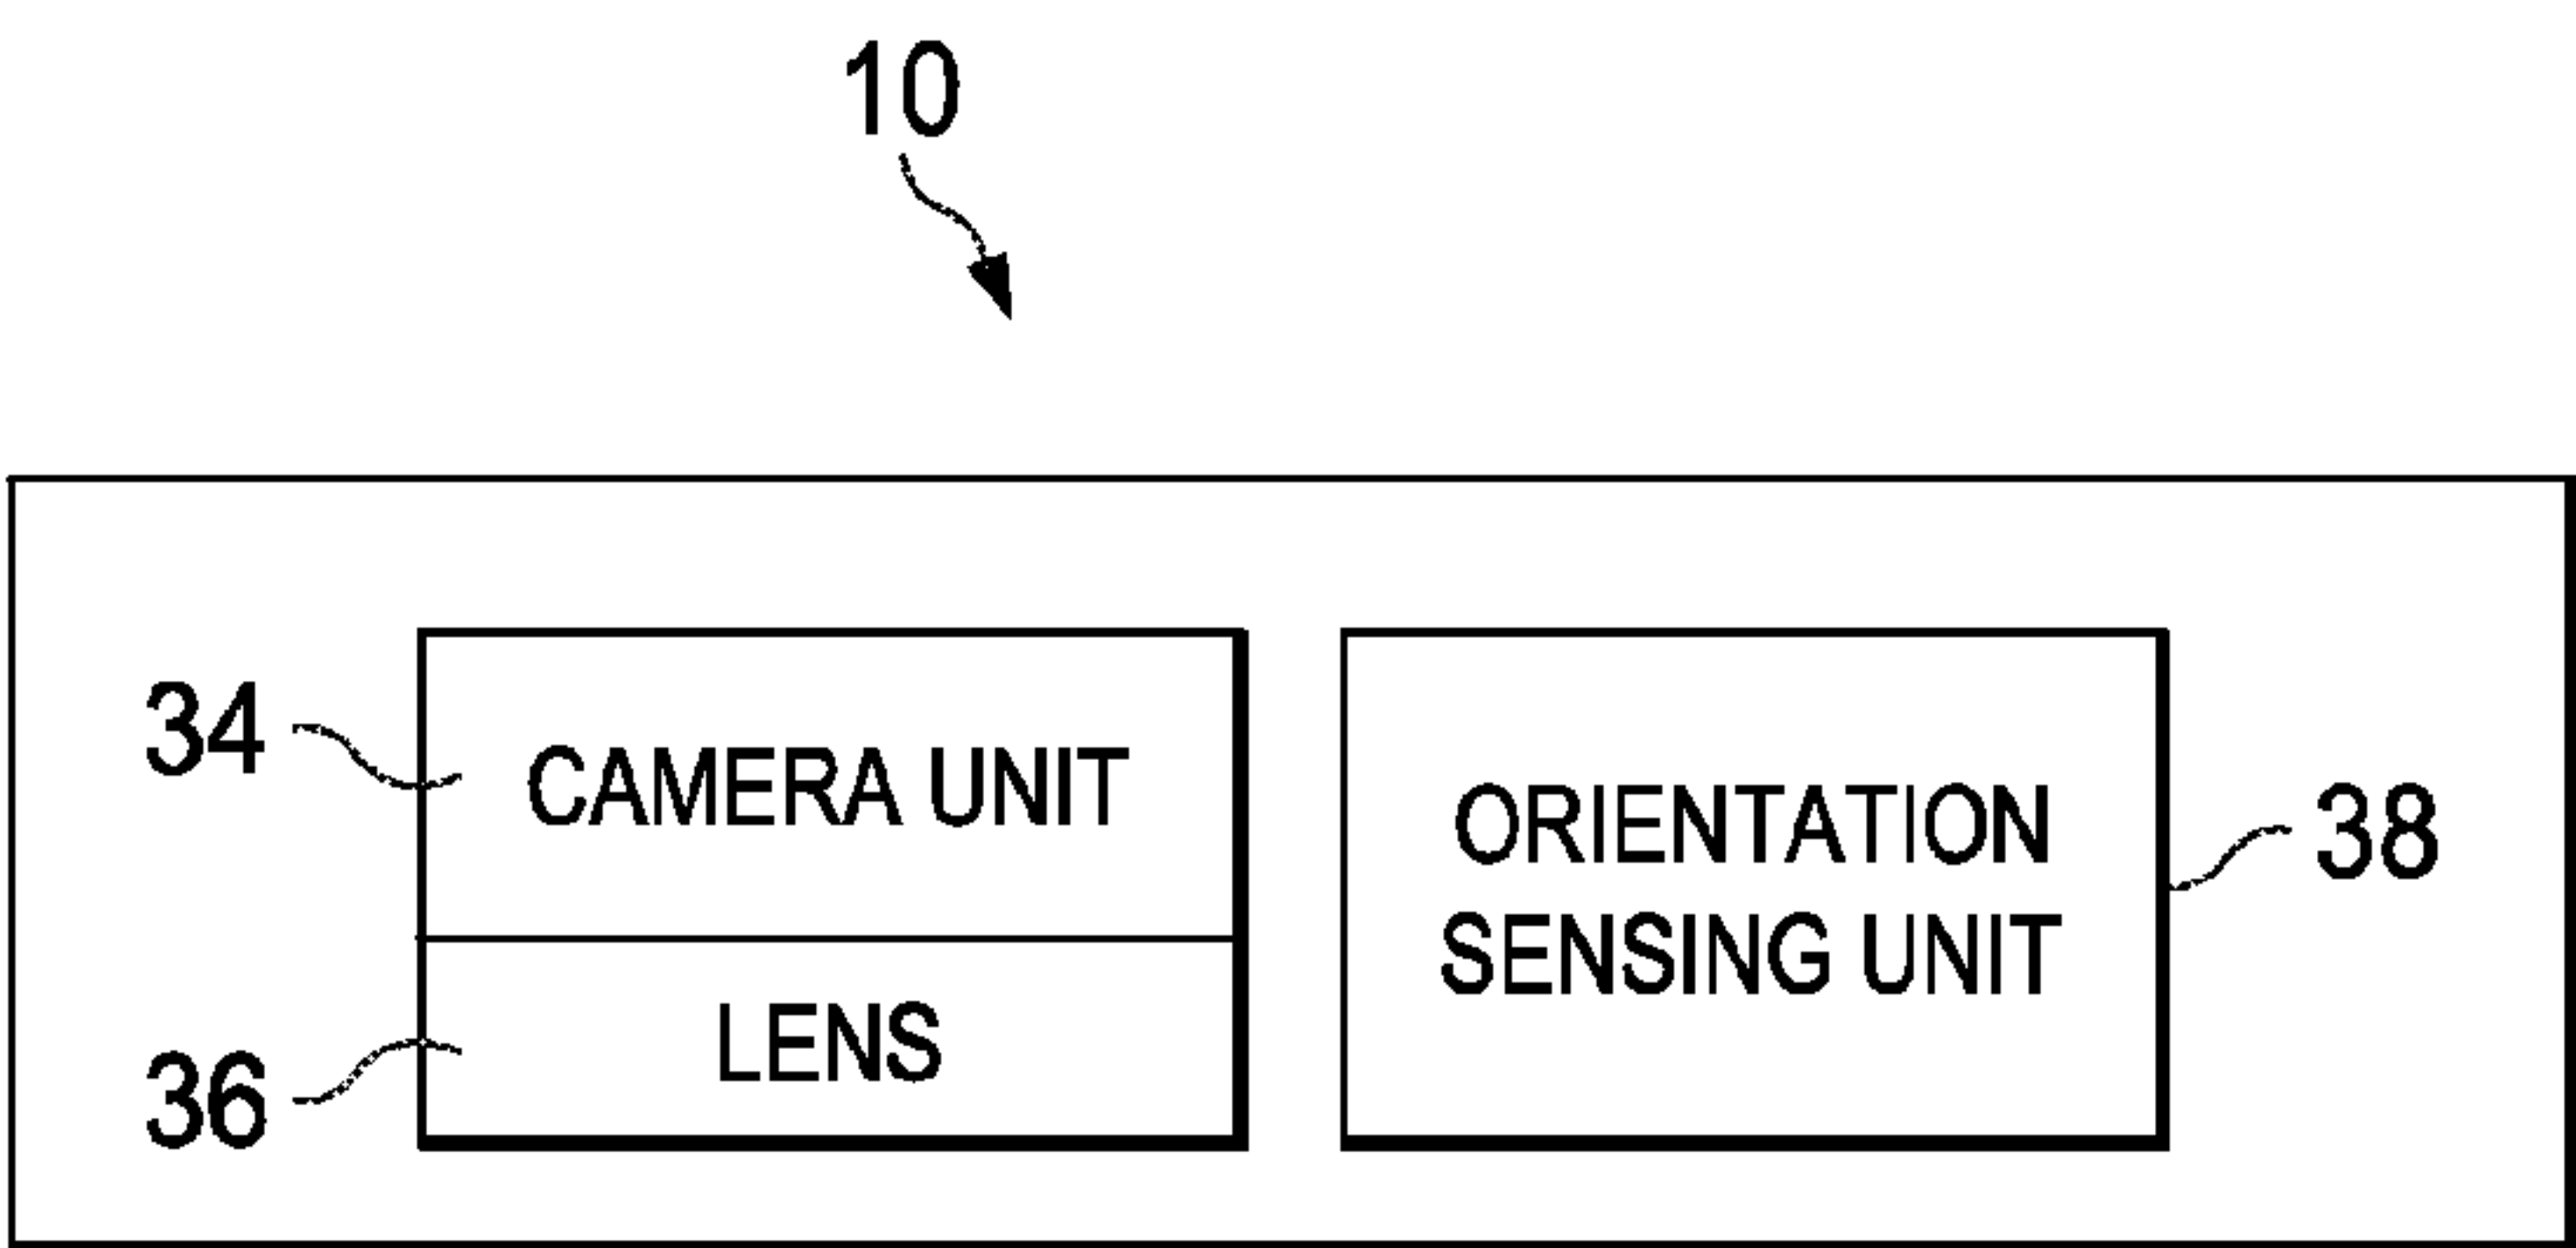 10
34
CAMERA UNIT
36
LENS
ORIENTATION
SENSING UNIT
38